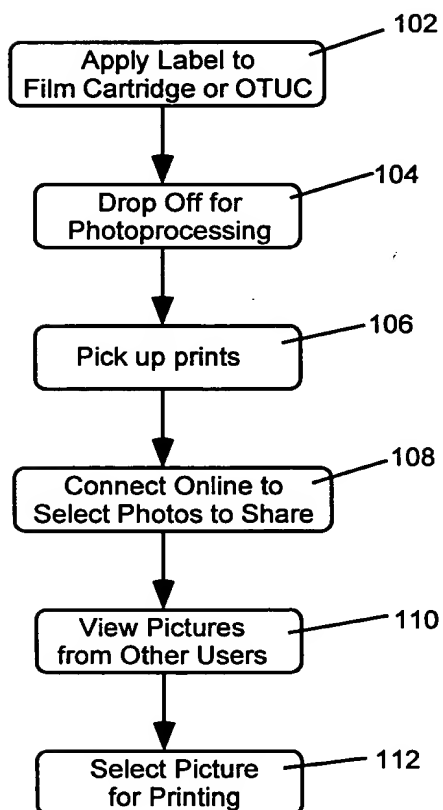 102
Apply Label to
Film Cartridge or OTUC
104
Drop Off for
Photoprocessing
106
Pick up prints
108
Connect Online to
Select Photos to Share
110
View Pictures
from Other Users
112
Select Picture
for Printing